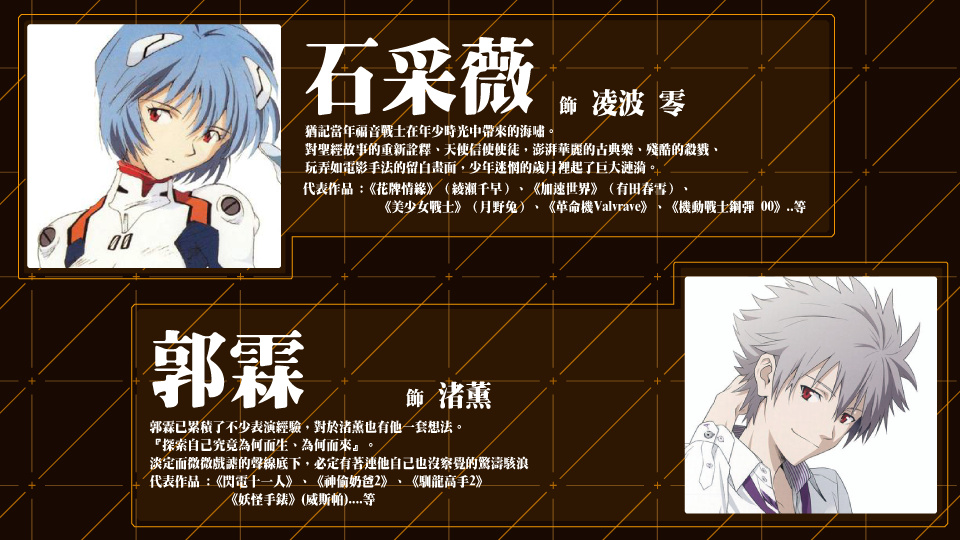 石采薇 飾 凌波 零
猶記當年福音戰士在年少時光中帶來的海嘯。
對聖經故事的重新詮釋、天使信使使徒，澎湃華麗的古典樂、殘酷的殺戮、
玩弄如電影手法的留白畫面，少年迷惘的歲月裡起了巨大漣漪。
代表作品：《花牌情緣》（綾瀨千早）、《加速世界》（有田春雪）、
《美少女戰士》（月野兔）、《革命機Valvrave》、《機動戰士鋼彈 00》..等
郭霖 飾 渚薰
郭霖已累積了不少表演經驗，對於渚薰也有他一套想法。
『探索自己究竟為何而生、為何而來』。
淡定而微微戲謔的聲線底下，必定有著連他自己也沒察覺的驚濤駭浪
代表作品：《閃電十一人》、《神偷奶爸2》、《馴龍高手2》
《妖怪手錶》(威斯帕)....等